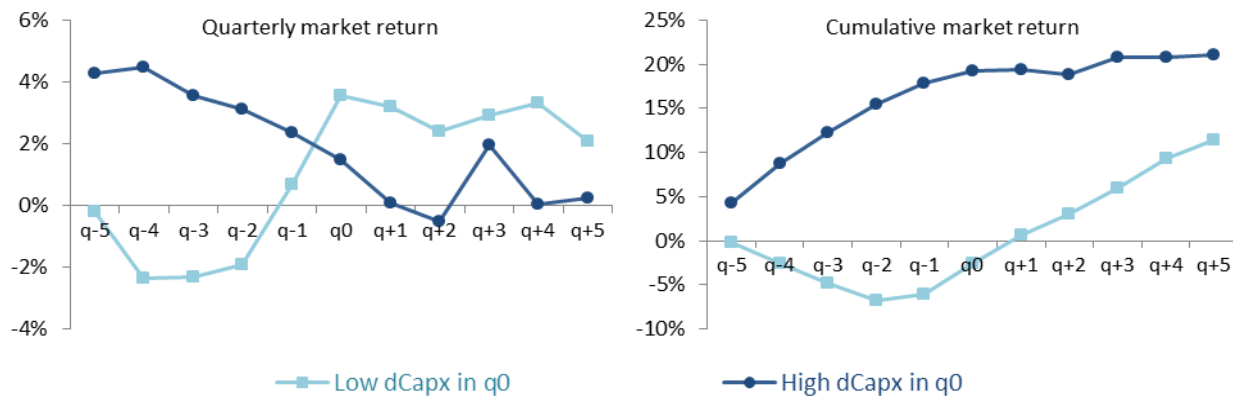 Quarterly market return
6%
4%
2%
0%
-2%
-4%
q-5 q-4 q-3 q-2 q-1 q0 q+1 q+2 q+3 q+4 q+5
Cumulative market return
25%
20%
15%
10%
5%
0%
-5%
-10%
q-5 q-4 q-3 q-2 q-1 q0 q+1 q+2 q+3 q+4 q+5
Low dCapx in q0
High dCapx in q0